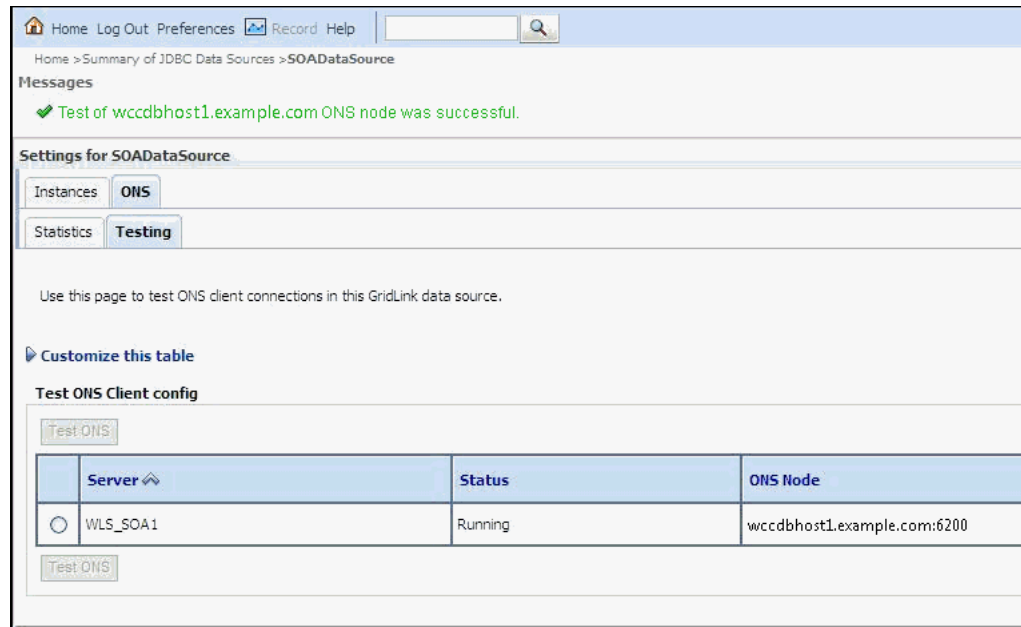 Home Log Out Preferences Record Help
Home >Summary of JDBC Data Sources >SOADataSource
Messages
Test of wccdbhost1.example.com ONS node was successful.
Settings for SOADataSource
Instances ONS
Statistics Testing
Use this page to test ONS client connections in this GridLink data source.
Customize this table
Test ONS Client config
Test ONS
Server Status ONS Node
WLS_SOA1 Running wccdbhost1.example.com:6200
Test ONS